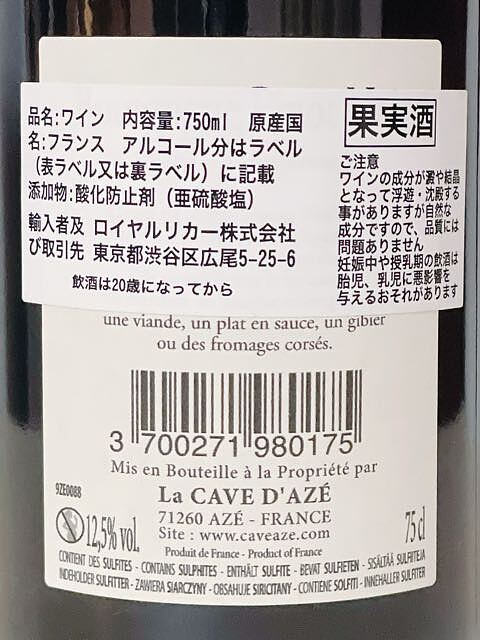 品名:ワイン 内容量:750ml 原産国
名:フランス アルコール分はラベル
(表ラベル又は裏ラベル)に記載
添加物:酸化防止剤(亜硫酸塩)
輸入者及 ロイヤルリカー株式会社
び取引先 東京都渋谷区広尾5-25-6
飲酒は20歳になってから
果実酒
ご注意
ワインの成分が澱や結晶
となって浮遊・沈殿する
事がありますが自然な
成分ですので、品質には
問題ありません
妊娠中や授乳期の飲酒は
胎児、乳児に悪影響を
与えるおそれがあります
une viande, un plat en sauce, un gibier
ou des fromages corsés.
3 700271 980175
Mis en Bouteille à la Propriété par
La CAVE D'AZÉ
71260 AZÉ - FRANCE
Site : www.caveaze.com
Produit de France - Product of France
9ZE0088
12,5% vol.
75 cl
CONTENT DES SULFITES - CONTAINS SULPHITES - ENTHÄLT SULFITE - BEVAT SULFIETEN - SISÄLTÄÄ SULFIITEJA
INDEHOLDER SULFITTER - ZAWIERA SIARCZYNY - OBSAHUJE SIRICITANY - CONTIENE SOLFITI - INNEHALLER SULFITER